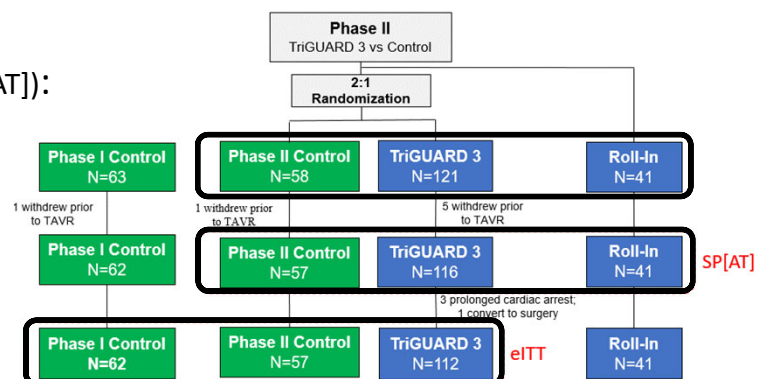 Phase II
TriGUARD 3 vs Control
AT]):
2:1
Randomization
Phase I Control
N=63
Phase II Control
N=58
TriGUARD 3
N=121
Roll-In
N=41
1 withdrew prior
to TAVR
1 withdrew prior
to TAVR
5 withdrew prior
to TAVR
Phase I Control
N=62
Phase II Control
N=57
TriGUARD 3
N=116
Roll-In
N=41
SP[AT]
3 prolonged cardiac arrest;
1 convert to surgery
Phase I Control
N=62
Phase II Control
N=57
TriGUARD 3
N=112
eITT
Roll-In
N=41